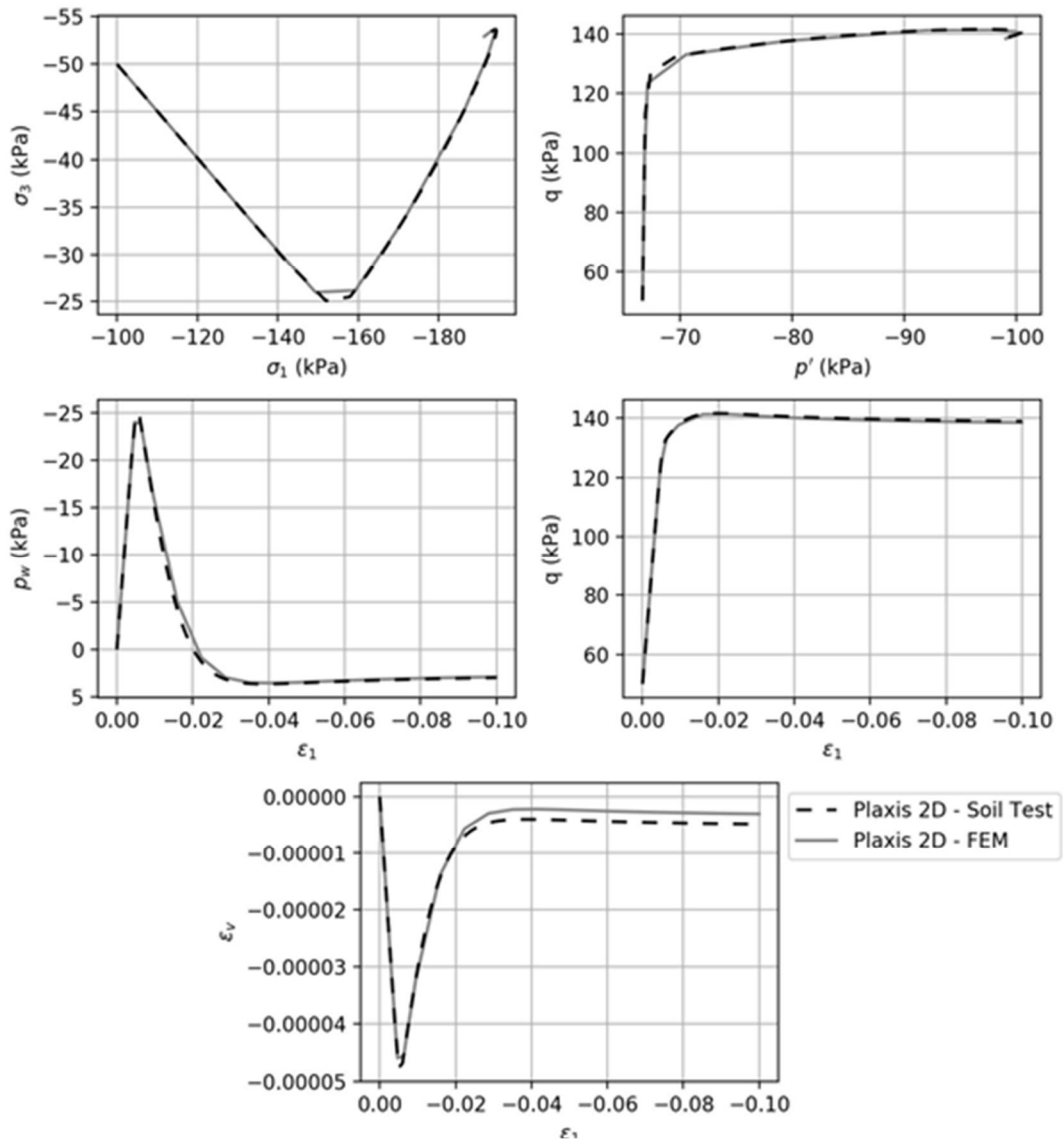 −55
−50
−45
−40
−35
−30
−25
σ3 (kPa)
−100 −120 −140 −160 −180
σ1 (kPa)
140
120
100
80
60
q (kPa)
−70 −80 −90 −100
p′ (kPa)
−25
−20
−15
−10
−5
0
5
pw (kPa)
0.00 −0.02 −0.04 −0.06 −0.08 −0.10
ε1
140
120
100
80
60
q (kPa)
0.00 −0.02 −0.04 −0.06 −0.08 −0.10
ε1
0.00000
−0.00001
−0.00002
−0.00003
−0.00004
−0.00005
εv
0.00 −0.02 −0.04 −0.06 −0.08 −0.10
ε1
Plaxis 2D - Soil Test
Plaxis 2D - FEM